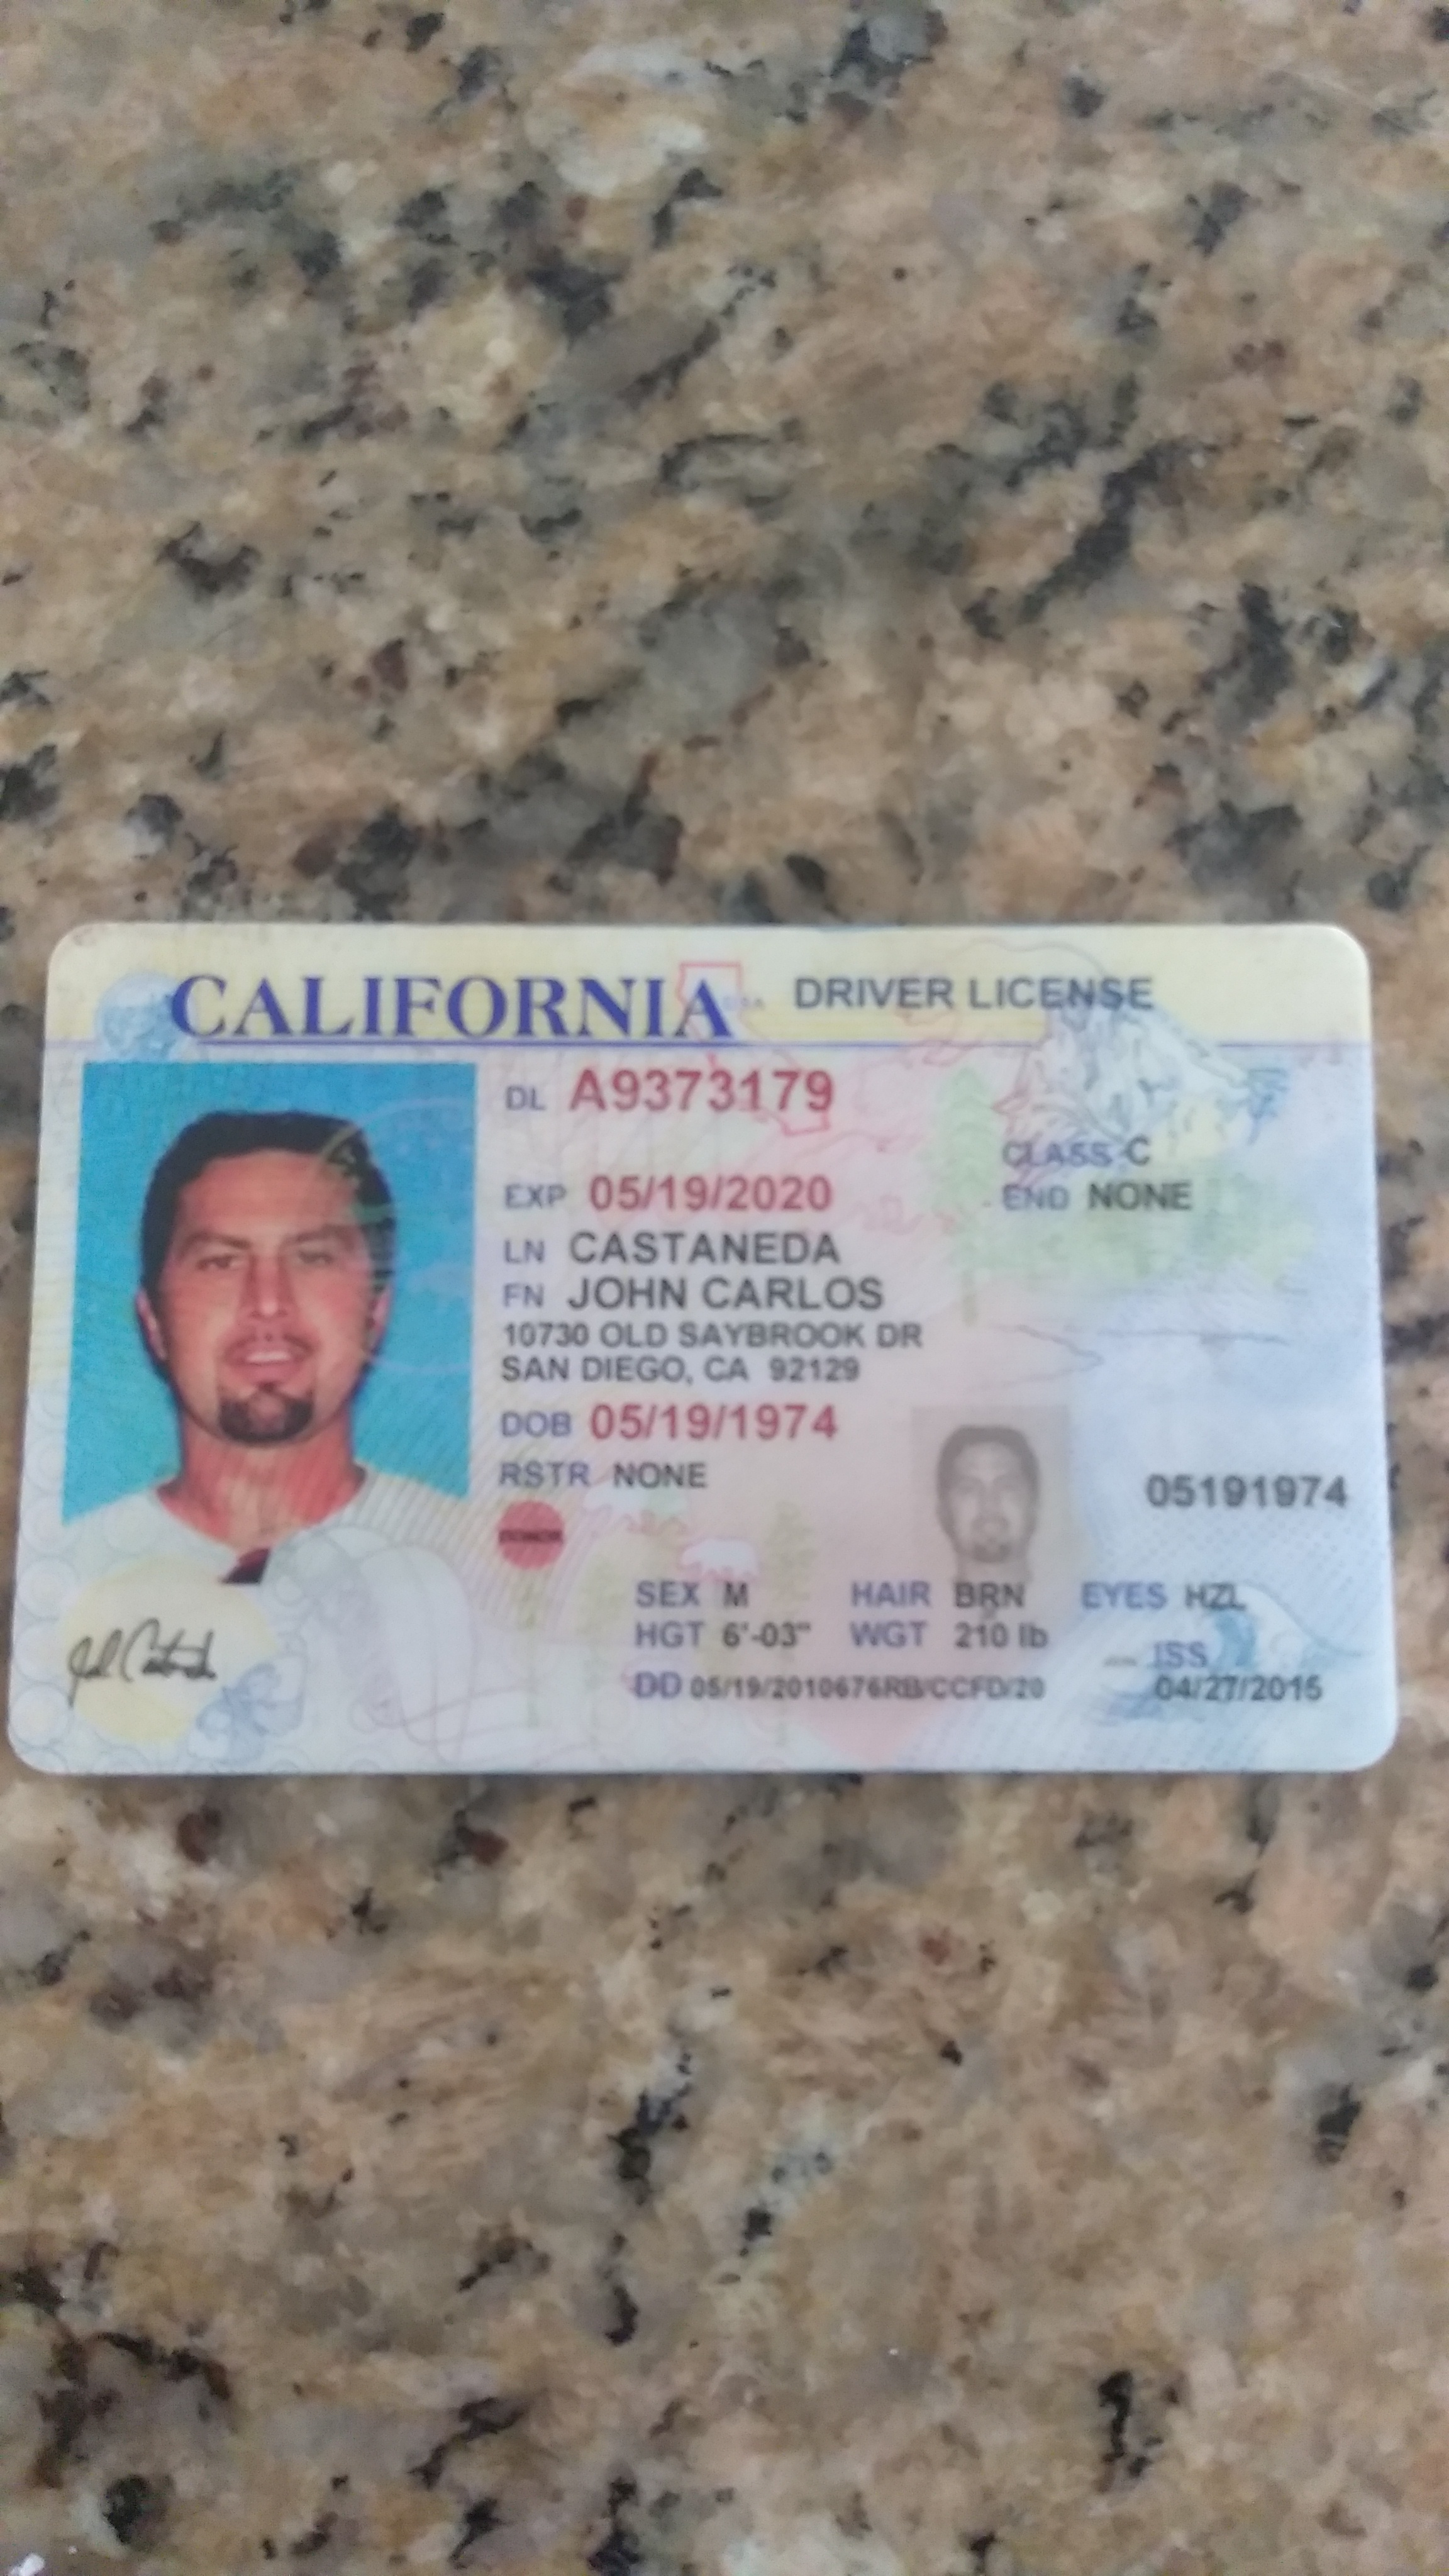 CALIFORNIA DRIVER LICENSE
DL A9373179
CLASS C
EXP 05/19/2020
END NONE
LN CASTANEDA
FN JOHN CARLOS
10730 OLD SAYBROOK DR
SAN DIEGO, CA 92129
DOB 05/19/1974
RSTR NONE
05191974
DONOR
SEX M HAIR BRN EYES HZL
HGT 6'-03" WGT 210 lb
ISS
DD 05/19/2010676RB/CCFD/20
04/27/2015